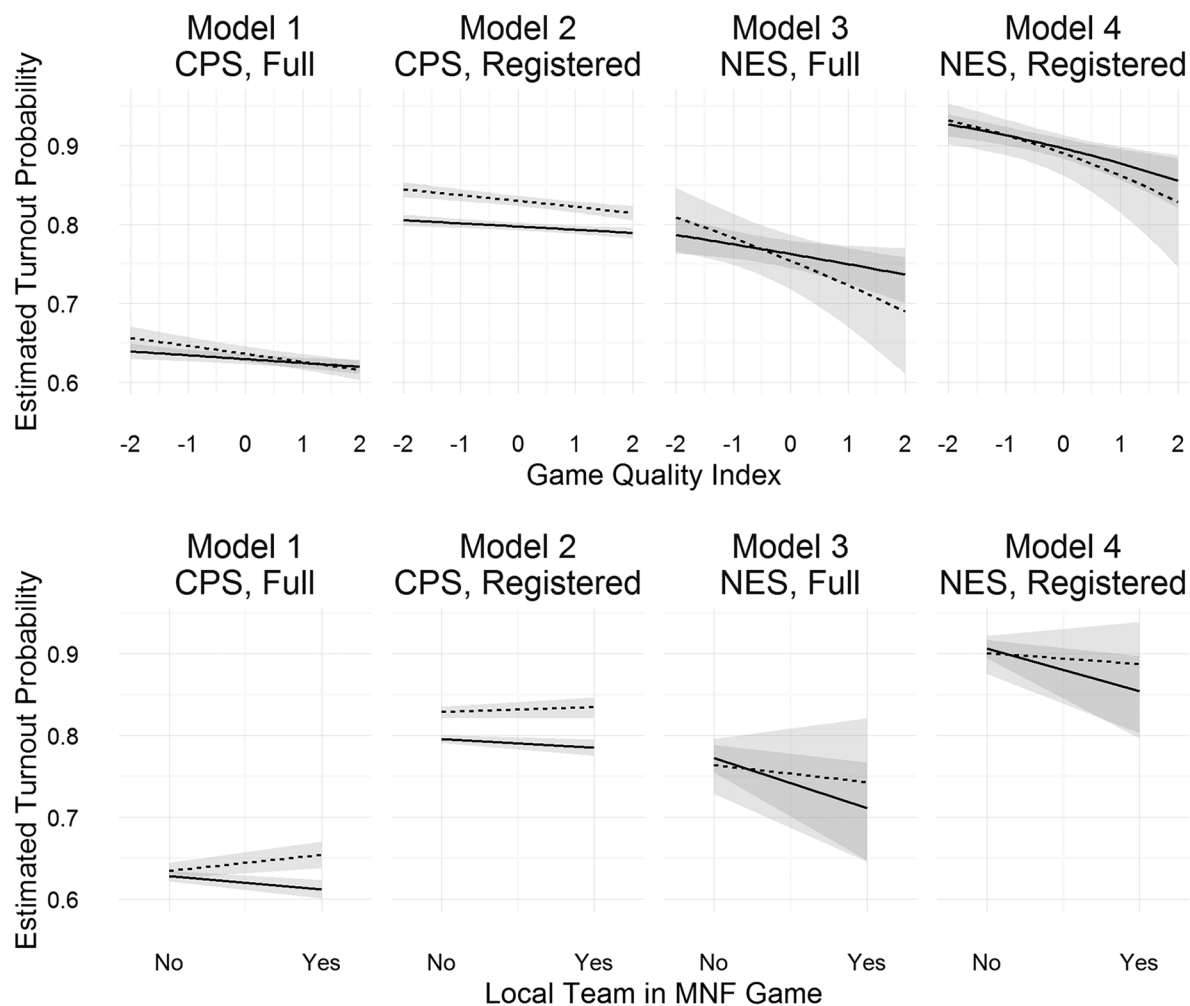 Model 1 Model 2 Model 3 Model 4
CPS, Full CPS, Registered NES, Full NES, Registered
Estimated Turnout Probability
0.9
0.8
0.7
0.6
-2 -1 0 1 2 -2 -1 0 1 2 -2 -1 0 1 2 -2 -1 0 1 2
Game Quality Index
Model 1 Model 2 Model 3 Model 4
CPS, Full CPS, Registered NES, Full NES, Registered
Estimated Turnout Probability
0.9
0.8
0.7
0.6
No Yes No Yes No Yes No Yes
Local Team in MNF Game